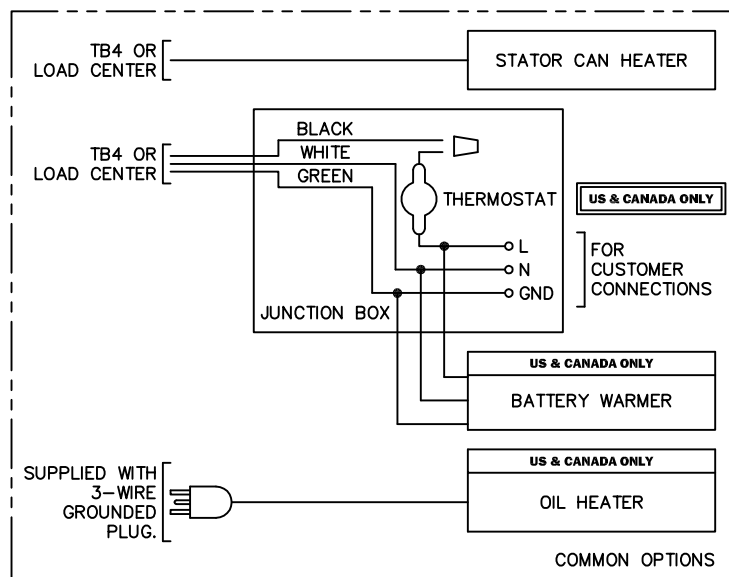 TB4 OR
LOAD CENTER
STATOR CAN HEATER
BLACK
WHITE
GREEN
TB4 OR
LOAD CENTER
THERMOSTAT
US & CANADA ONLY
L
N
GND
FOR
CUSTOMER
CONNECTIONS
JUNCTION BOX
US & CANADA ONLY
BATTERY WARMER
US & CANADA ONLY
OIL HEATER
SUPPLIED WITH
3-WIRE
GROUNDED
PLUG.
COMMON OPTIONS